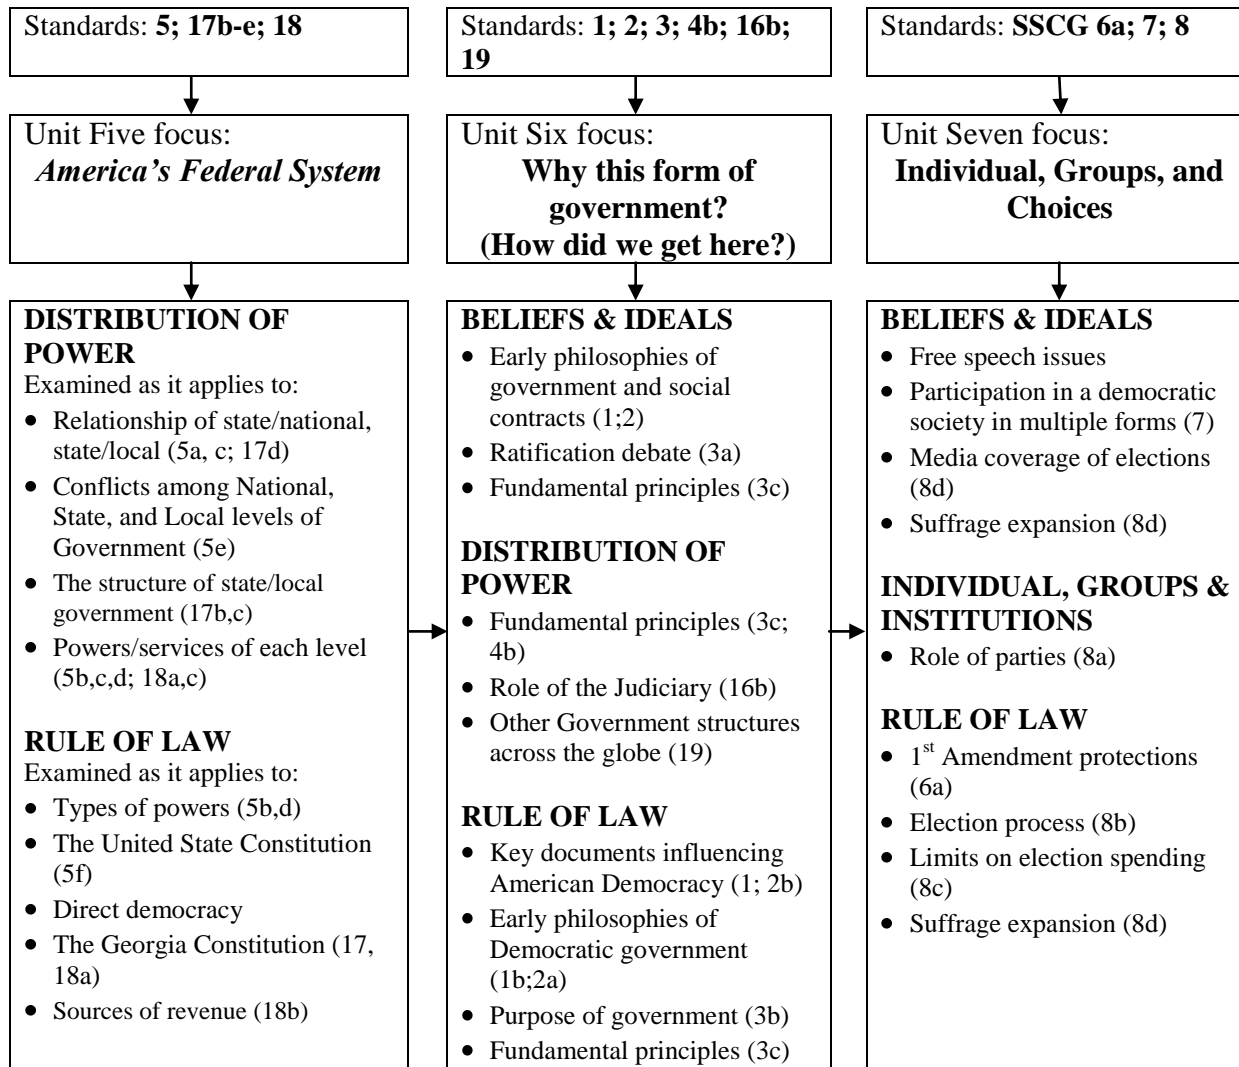 Standards: 5; 17b-e; 18
Unit Five focus:
America's Federal System
DISTRIBUTION OF
POWER
Examined as it applies to:
• Relationship of state/national,
state/local (5a, c; 17d)
• Conflicts among National,
State, and Local levels of
Government (5e)
• The structure of state/local
government (17b,c)
• Powers/services of each level
(5b,c,d; 18a,c)
RULE OF LAW
Examined as it applies to:
• Types of powers (5b,d)
• The United State Constitution
(5f)
• Direct democracy
• The Georgia Constitution (17,
18a)
• Sources of revenue (18b)
Standards: 1; 2; 3; 4b; 16b;
19
Unit Six focus:
Why this form of
government?
(How did we get here?)
BELIEFS & IDEALS
• Early philosophies of
government and social
contracts (1;2)
• Ratification debate (3a)
• Fundamental principles (3c)
DISTRIBUTION OF
POWER
• Fundamental principles (3c;
4b)
• Role of the Judiciary (16b)
• Other Government structures
across the globe (19)
RULE OF LAW
• Key documents influencing
American Democracy (1; 2b)
• Early philosophies of
Democratic government
(1b;2a)
• Purpose of government (3b)
• Fundamental principles (3c)
Standards: SSCG 6a; 7; 8
Unit Seven focus:
Individual, Groups, and
Choices
BELIEFS & IDEALS
• Free speech issues
• Participation in a democratic
society in multiple forms (7)
• Media coverage of elections
(8d)
• Suffrage expansion (8d)
INDIVIDUAL, GROUPS &
INSTITUTIONS
• Role of parties (8a)
RULE OF LAW
• 1st Amendment protections
(6a)
• Election process (8b)
• Limits on election spending
(8c)
• Suffrage expansion (8d)